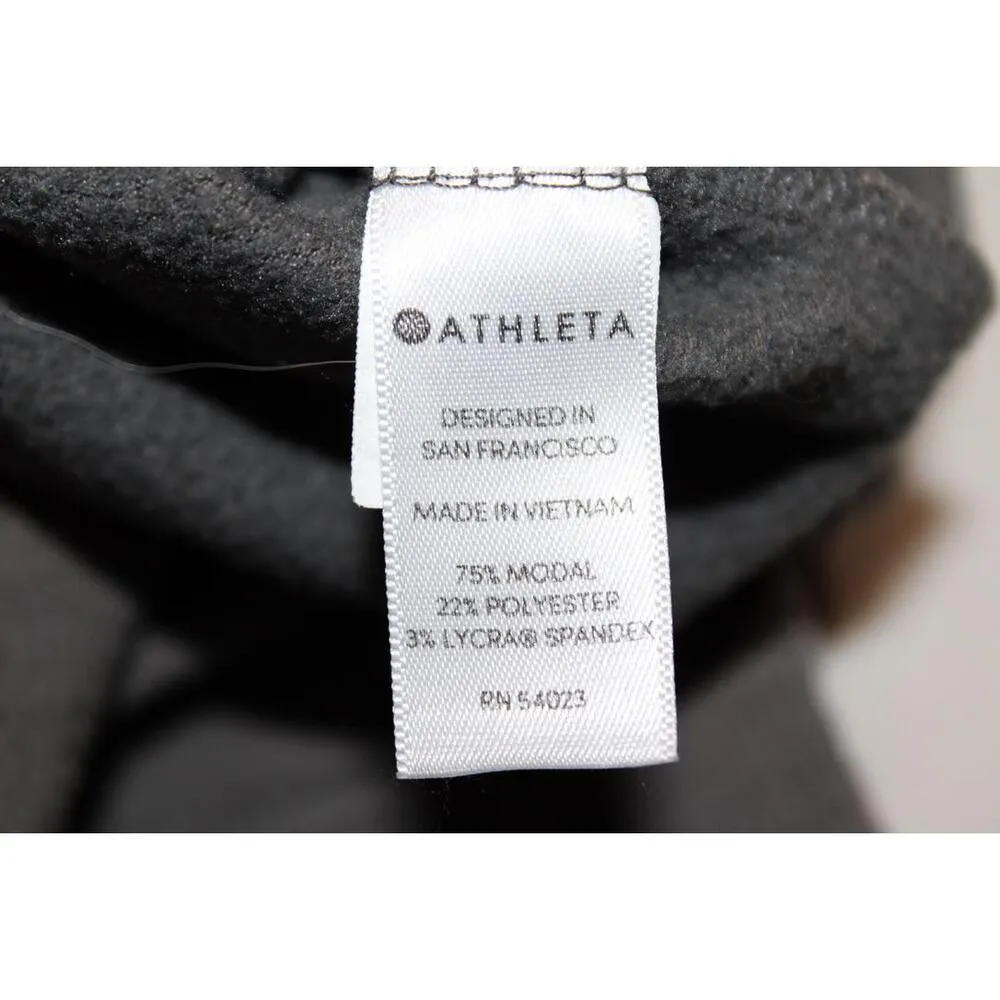 ATHLETA
DESIGNED IN
SAN FRANCISCO
MADE IN VIETNAM
75% MODAL
22% POLYESTER
3% LYCRA® SPANDEX
RN 54023